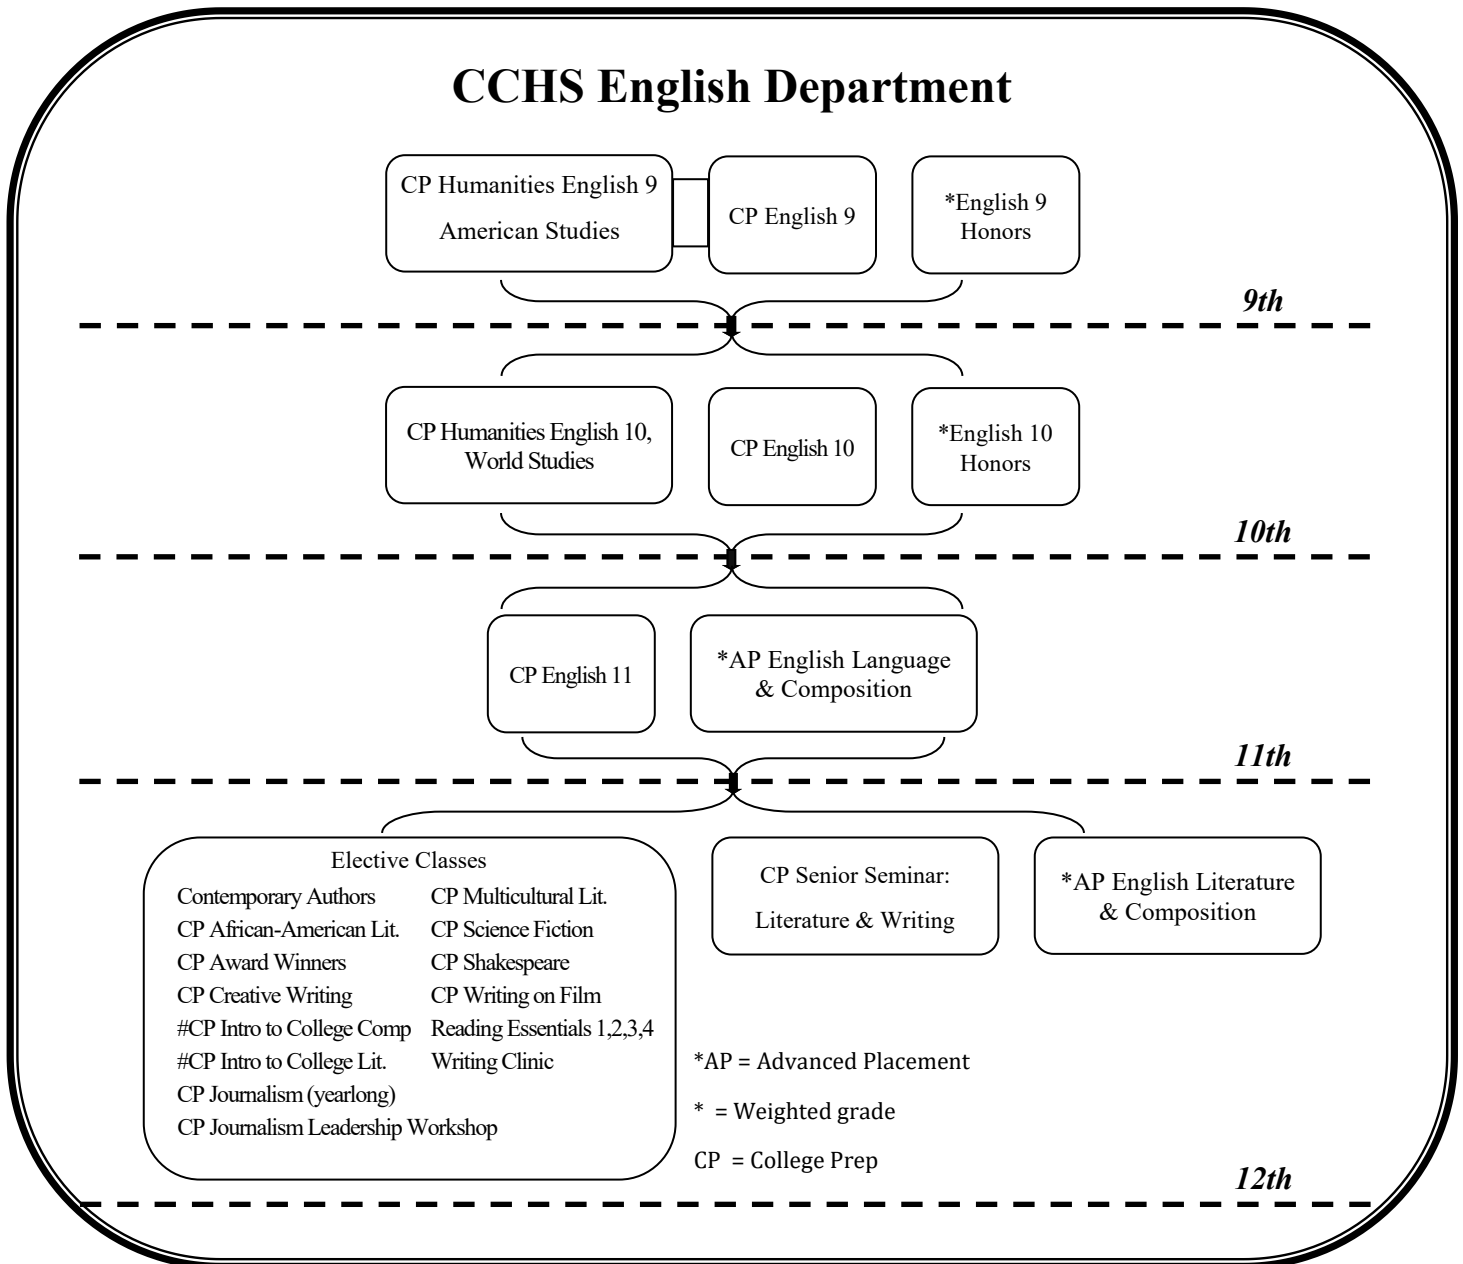 CCHS English Department
CP Humanities English 9
American Studies
CP English 9
*English 9
Honors
9th
CP Humanities English 10,
World Studies
CP English 10
*English 10
Honors
10th
CP English 11
*AP English Language
& Composition
11th
Elective Classes
Contemporary Authors
CP African-American Lit.
CP Award Winners
CP Creative Writing
#CP Intro to College Comp
#CP Intro to College Lit.
CP Journalism (yearlong)
CP Journalism Leadership Workshop
CP Multicultural Lit.
CP Science Fiction
CP Shakespeare
CP Writing on Film
Reading Essentials 1,2,3,4
Writing Clinic
CP Senior Seminar:
Literature & Writing
*AP English Literature
& Composition
*AP = Advanced Placement
* = Weighted grade
CP = College Prep
12th